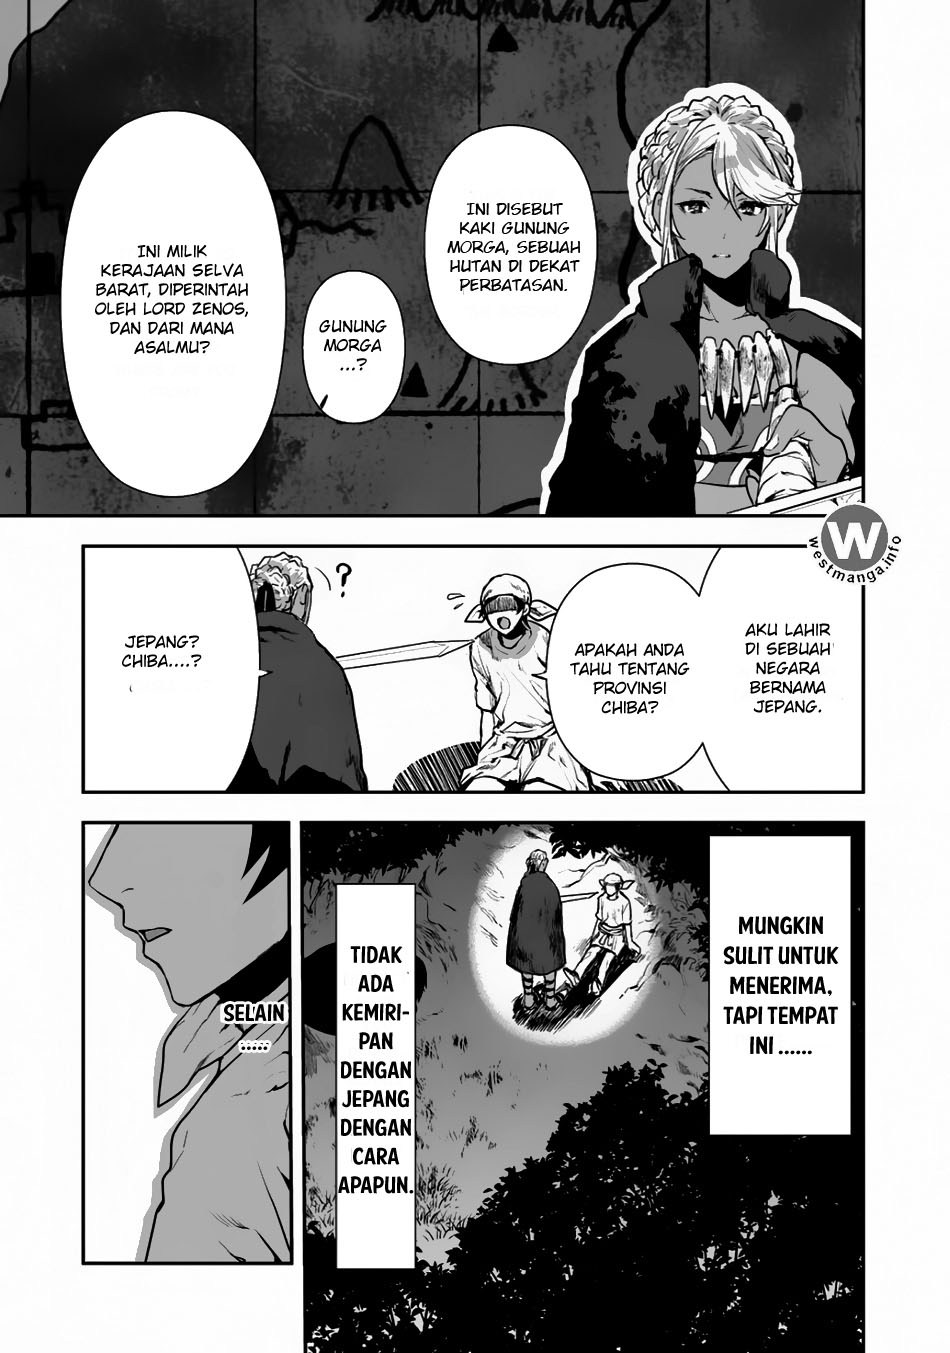 INI DISEBUT
KAKI GUNUNG
MORGA, SEBUAH
HUTAN DI DEKAT
PERBATASAN.
GUNUNG
MORGA
...?
INI MILIK
KERAJAAN SELVA
BARAT, DIPERINTAH
OLEH LORD ZENOS,
DAN DARI MANA
ASALMU?
W
westmanga.info
AKU LAHIR
DI SEBUAH
NEGARA
BERNAMA
JEPANG.
APAKAH ANDA
TAHU TENTANG
PROVINSI
CHIBA?
?
JEPANG?
CHIBA....?
MUNGKIN
SULIT UNTUK
MENERIMA,
TAPI TEMPAT
INI ......
TIDAK
ADA
KEMIRI-
PAN
DENGAN
JEPANG
DENGAN
CARA
APAPUN.
SELAIN
.....